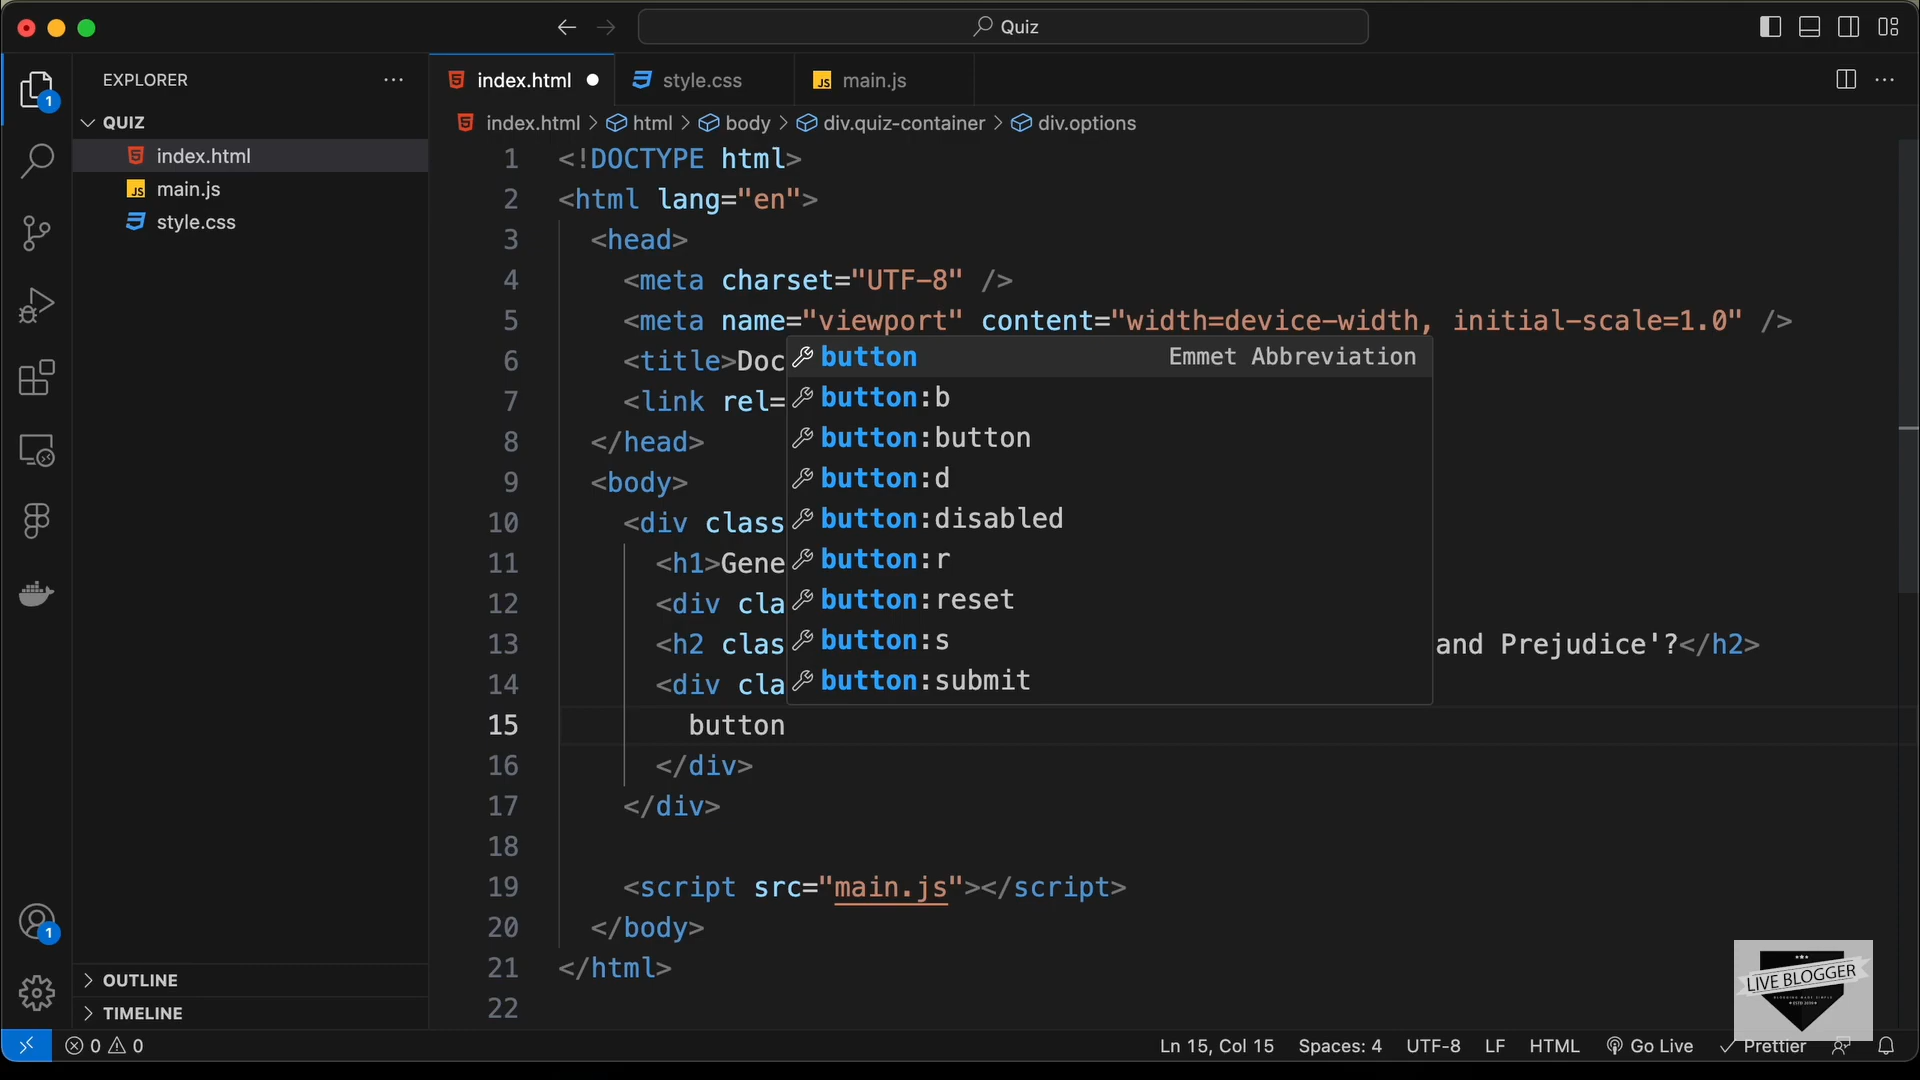 Quiz
EXPLORER
index.html
style.css
main.js
1
QUIZ
index.html > html > body > div.quiz-container > div.options
index.html
main.js
style.css
1 <!DOCTYPE html>
2 <html lang="en">
3 <head>
4 <meta charset="UTF-8" />
5 <meta name="viewport" content="width=device-width, initial-scale=1.0" />
6 <title>Doc
7 <link rel=
8 </head>
9 <body>
10 <div class
11 <h1>Gene
12 <div cla
13 <h2 clas and Prejudice'?</h2>
14 <div cla
button Emmet Abbreviation
button:b
button:button
button:d
button:disabled
button:r
button:reset
button:s
button:submit
15 button
16 </div>
17 </div>
18
19 <script src="main.js"></script>
20 </body>
21 </html>
22
1
OUTLINE
TIMELINE
LIVE BLOGGER
0 0
Ln 15, Col 15 Spaces: 4 UTF-8 LF HTML Go Live Prettier